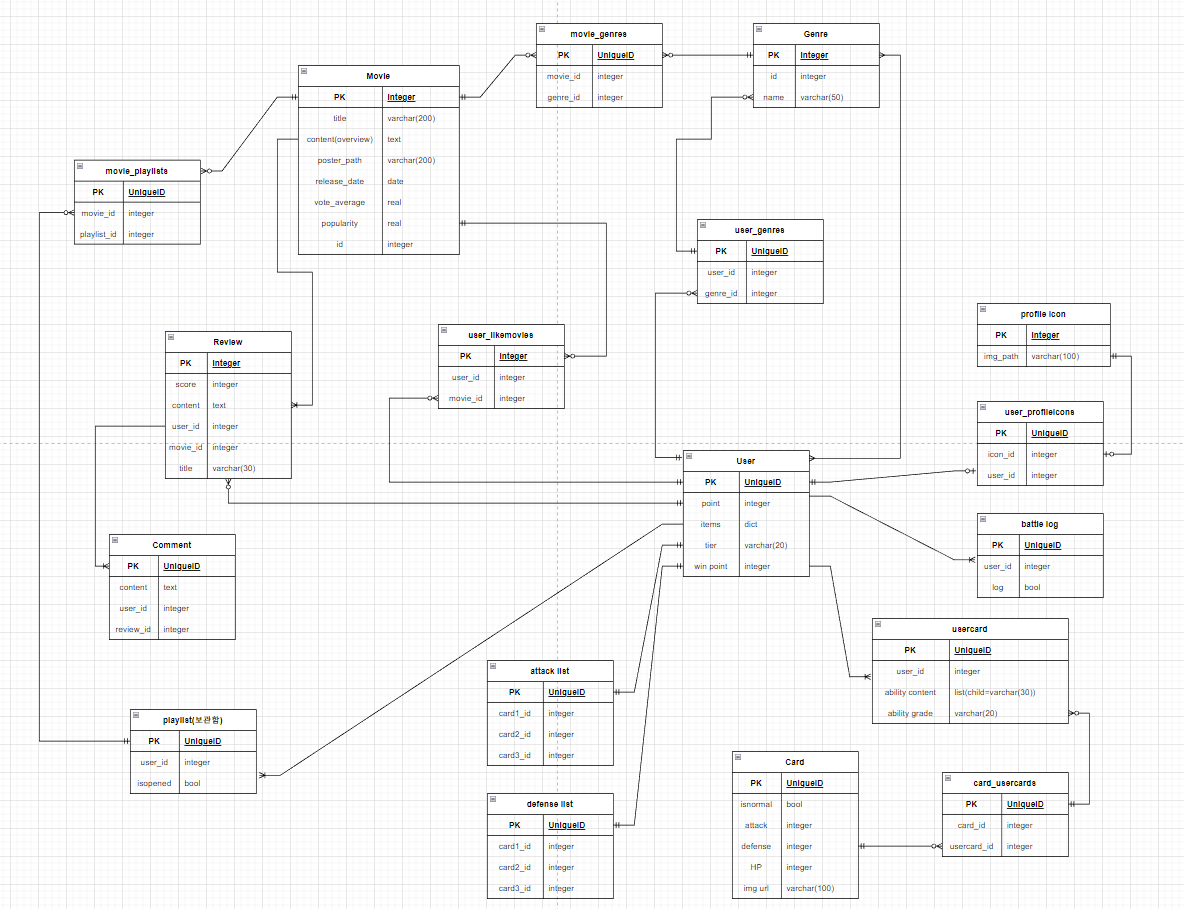 movie_genres
PK UniqueID
movie_id integer
genre_id integer
Genre
PK Integer
id integer
name varchar(50)
Movie
PK Integer
title varchar(200)
content(overview) text
poster_path varchar(200)
release_date date
vote_average real
popularity real
id integer
movie_playlists
PK UniqueID
movie_id integer
playlist_id integer
user_genres
PK UniqueID
user_id integer
genre_id integer
profile icon
PK Integer
img_path varchar(100)
Review
PK Integer
score integer
content text
user_id integer
movie_id integer
title varchar(30)
user_likemovies
PK Integer
user_id integer
movie_id integer
user_profileicons
PK UniqueID
icon_id integer
user_id integer
User
PK UniqueID
point integer
items dict
tier varchar(20)
win point integer
battle log
PK UniqueID
user_id integer
log bool
Comment
PK UniqueID
content text
user_id integer
review_id integer
usercard
PK UniqueID
user_id integer
ability content list(child=varchar(30))
ability grade varchar(20)
attack list
PK UniqueID
card1_id integer
card2_id integer
card3_id integer
playlist(보관함)
PK UniqueID
user_id integer
isopened bool
Card
PK UniqueID
isnormal bool
attack integer
defense integer
HP integer
img url varchar(100)
card_usercards
PK UniqueID
card_id integer
usercard_id integer
defense list
PK UniqueID
card1_id integer
card2_id integer
card3_id integer